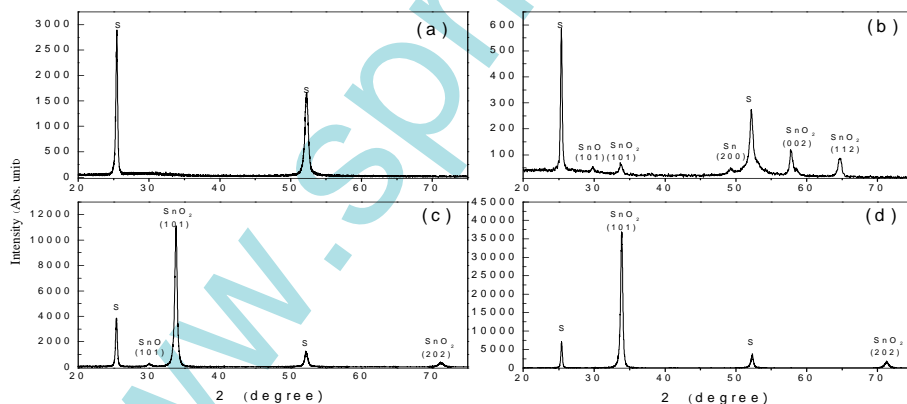 (a)
3000
2500
2000
1500
1000
500
0
S
S
20 30 40 50 60 70
(b)
600
500
400
300
200
100
S
SnO
(101)
SnO₂
(101)
Sn
(200)
S
SnO₂
(002)
SnO₂
(112)
20 30 40 50 60 70
Intensity (Abs. unit)
(c)
12000
10000
8000
6000
4000
2000
0
S
SnO
(101)
SnO₂
(101)
S
SnO₂
(202)
20 30 40 50 60 70
2 (degree)
(d)
45000
40000
35000
30000
25000
20000
15000
10000
5000
0
S
SnO₂
(101)
S
SnO₂
(202)
20 30 40 50 60 70
2 (degree)
www.spr